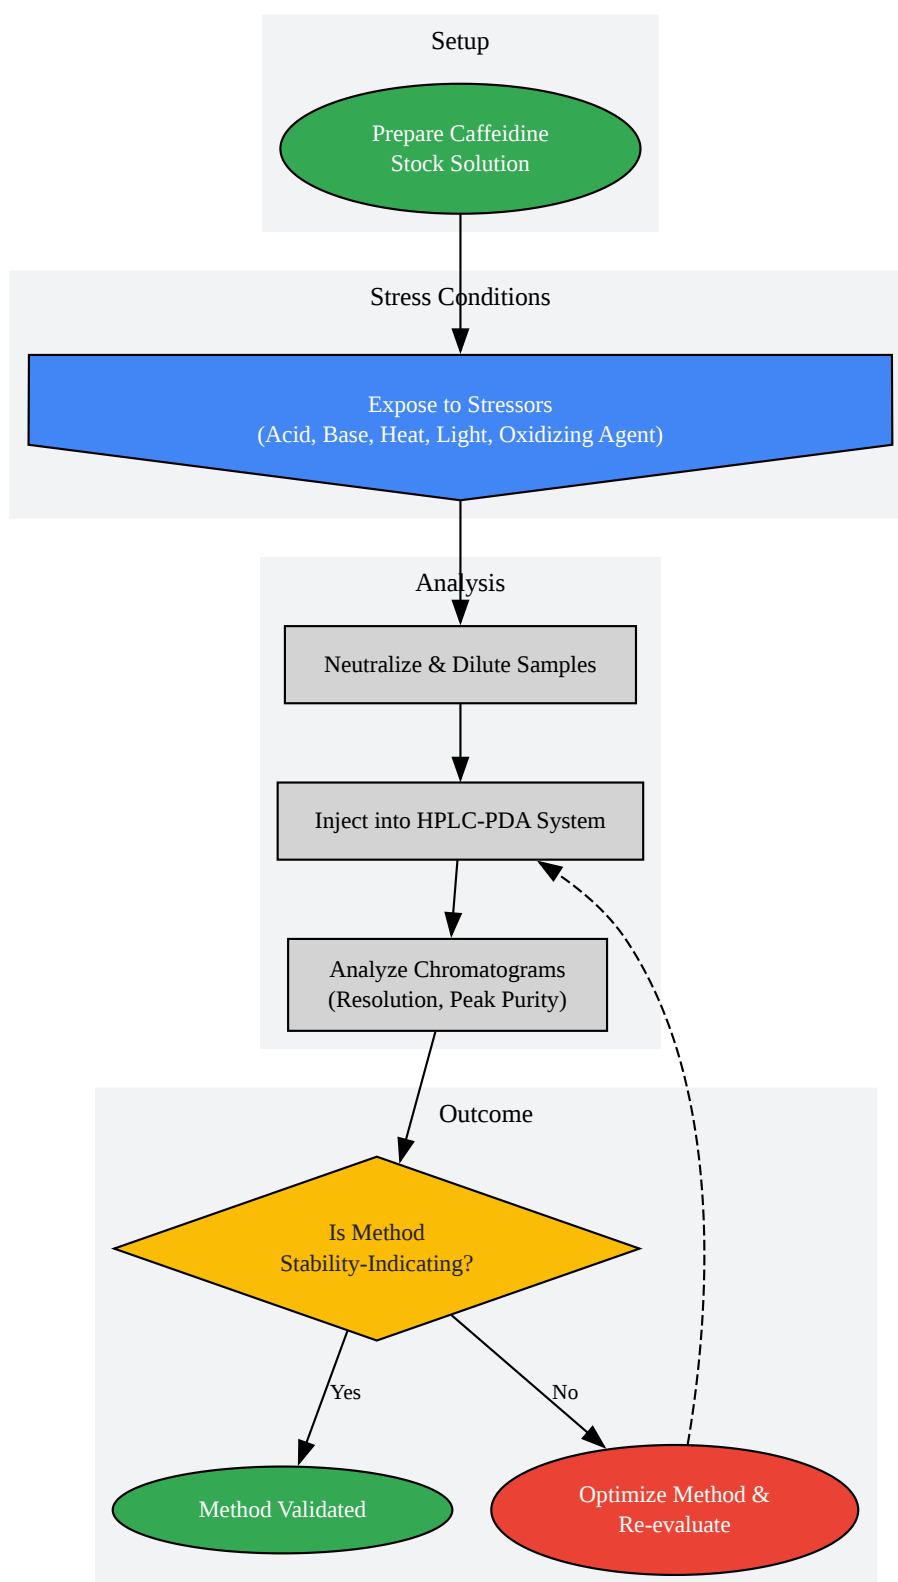 Setup
Prepare Caffeidine
Stock Solution
Stress Conditions
Expose to Stressors
(Acid, Base, Heat, Light, Oxidizing Agent)
Analysis
Neutralize & Dilute Samples
Inject into HPLC-PDA System
Analyze Chromatograms
(Resolution, Peak Purity)
Outcome
Is Method
Stability-Indicating?
Yes
No
Method Validated
Optimize Method &
Re-evaluate